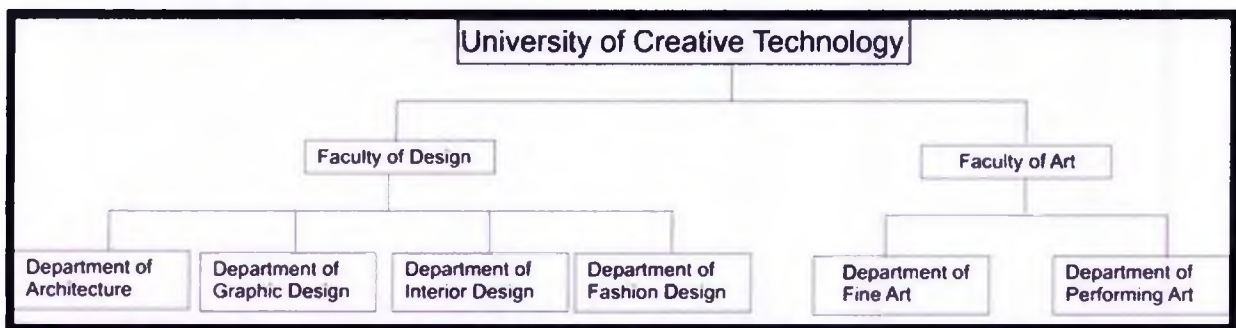 University of Creative Technology
Faculty of Design
Faculty of Art
Department of
Architecture
Department of
Graphic Design
Department of
Interior Design
Department of
Fashion Design
Department of
Fine Art
Department of
Performing Art